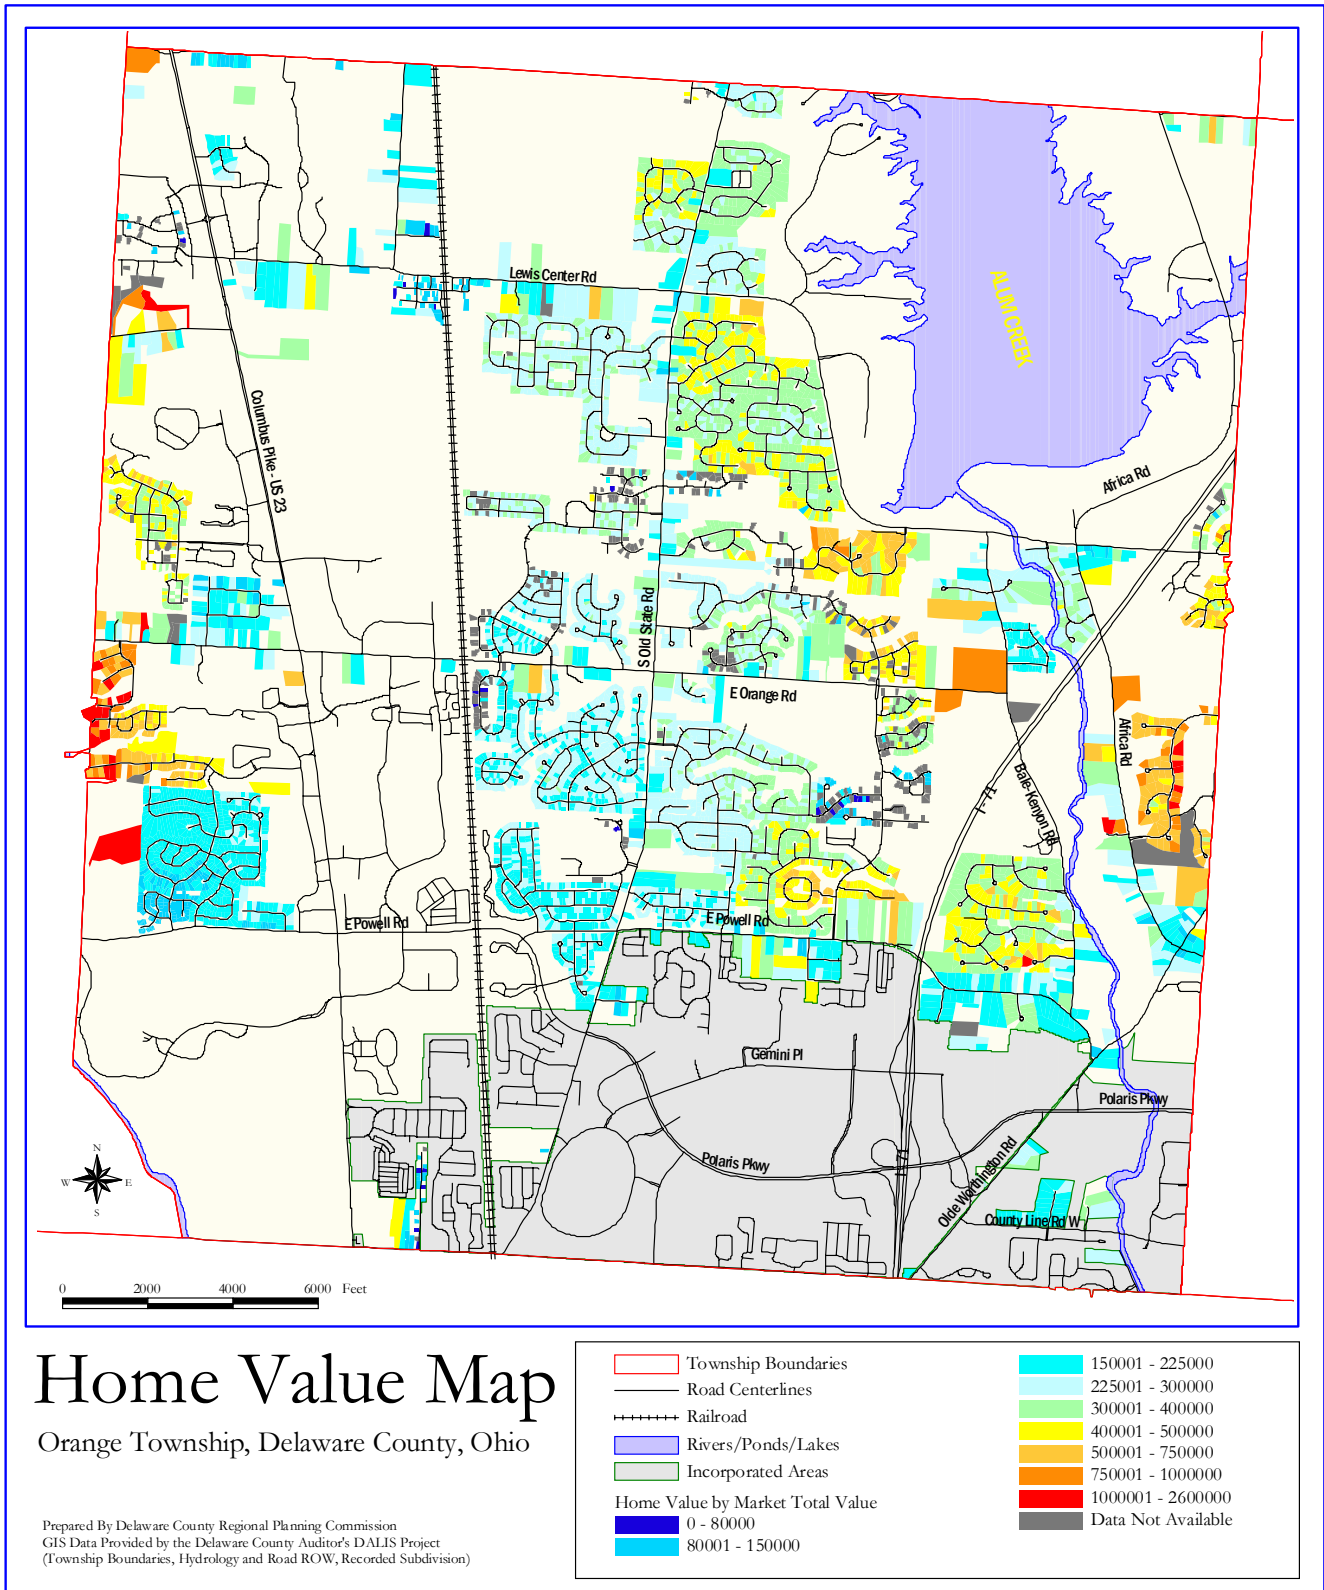 Lewis Center Rd
ALUM CREEK
Columbus Pike - US 23
Africa Rd
S Old State Rd
E Orange Rd
Africa Rd
I - 71
Bale-Kenyon Rd
E Powell Rd
E Powell Rd
Gemini Pl
Polaris Pkwy
Polaris Pkwy
I - 71
Olde Worthington Rd
County Line Rd W
N
W E
S
0 2000 4000 6000 Feet
Home Value Map
Orange Township, Delaware County, Ohio
Prepared By Delaware County Regional Planning Commission
GIS Data Provided by the Delaware County Auditor's DALIS Project
(Township Boundaries, Hydrology and Road ROW, Recorded Subdivision)
Township Boundaries
Road Centerlines
Railroad
Rivers/Ponds/Lakes
Incorporated Areas
Home Value by Market Total Value
0 - 80000
80001 - 150000
150001 - 225000
225001 - 300000
300001 - 400000
400001 - 500000
500001 - 750000
750001 - 1000000
1000001 - 2600000
Data Not Available